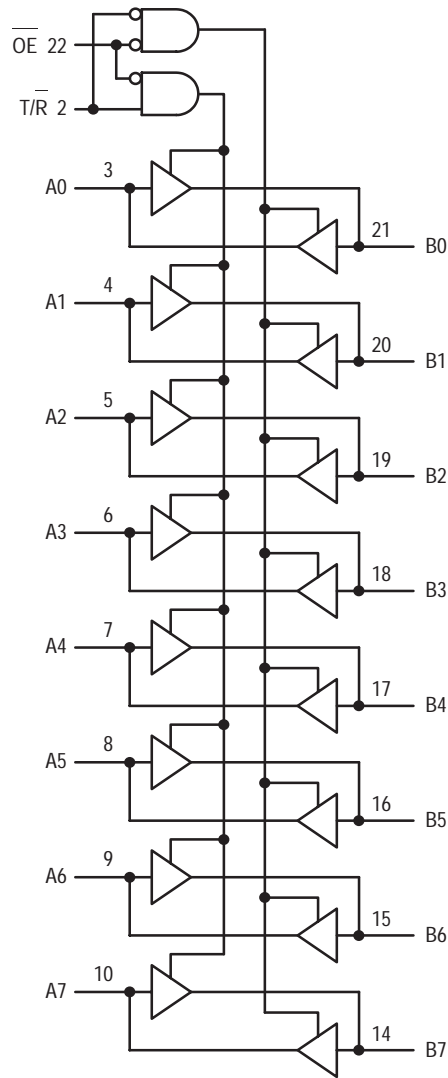 O̅E̅ 22
T/R̅ 2
A0 3
21 B0
A1 4
20 B1
A2 5
19 B2
A3 6
18 B3
A4 7
17 B4
A5 8
16 B5
A6 9
15 B6
A7 10
14 B7